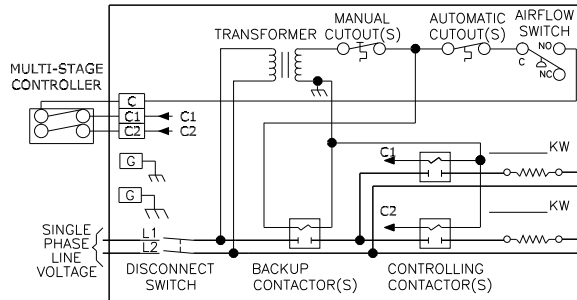 MANUAL
CUTOUT(S)
AUTOMATIC
CUTOUT(S)
AIRFLOW
SWITCH
TRANSFORMER
NO
C
NC
MULTI-STAGE
CONTROLLER
C
C1 C1
C2 C2
G
G
C1
KW
C2
KW
SINGLE
PHASE
LINE
VOLTAGE
L1
L2
DISCONNECT
SWITCH
BACKUP
CONTACTOR(S)
CONTROLLING
CONTACTOR(S)